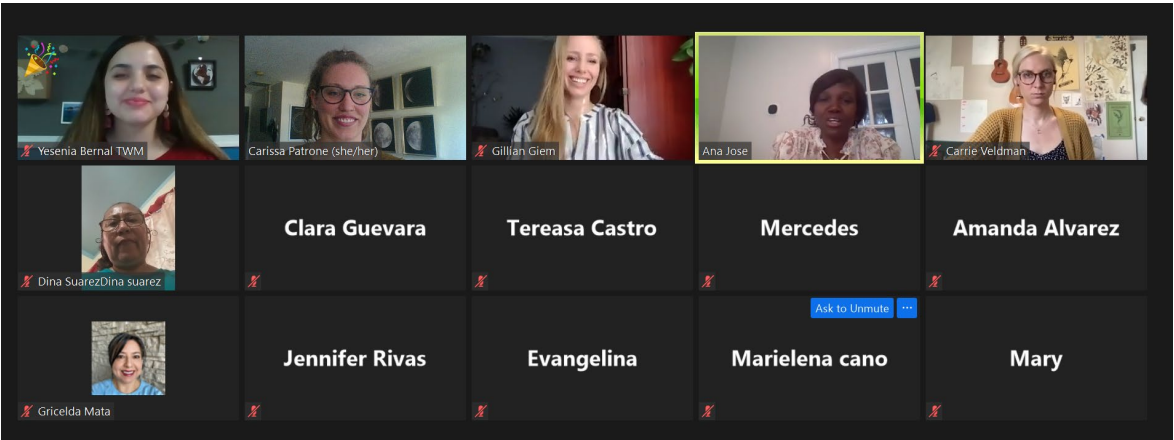 Yesenia Bernal TWM
Carissa Patrone (she/her)
Gillian Giem
Ana Jose
Carrie Veldman
Dina SuarezDina suarez
Clara Guevara
Tereasa Castro
Mercedes
Amanda Alvarez
Gricelda Mata
Jennifer Rivas
Evangelina
Ask to Unmute
Marielena cano
Mary